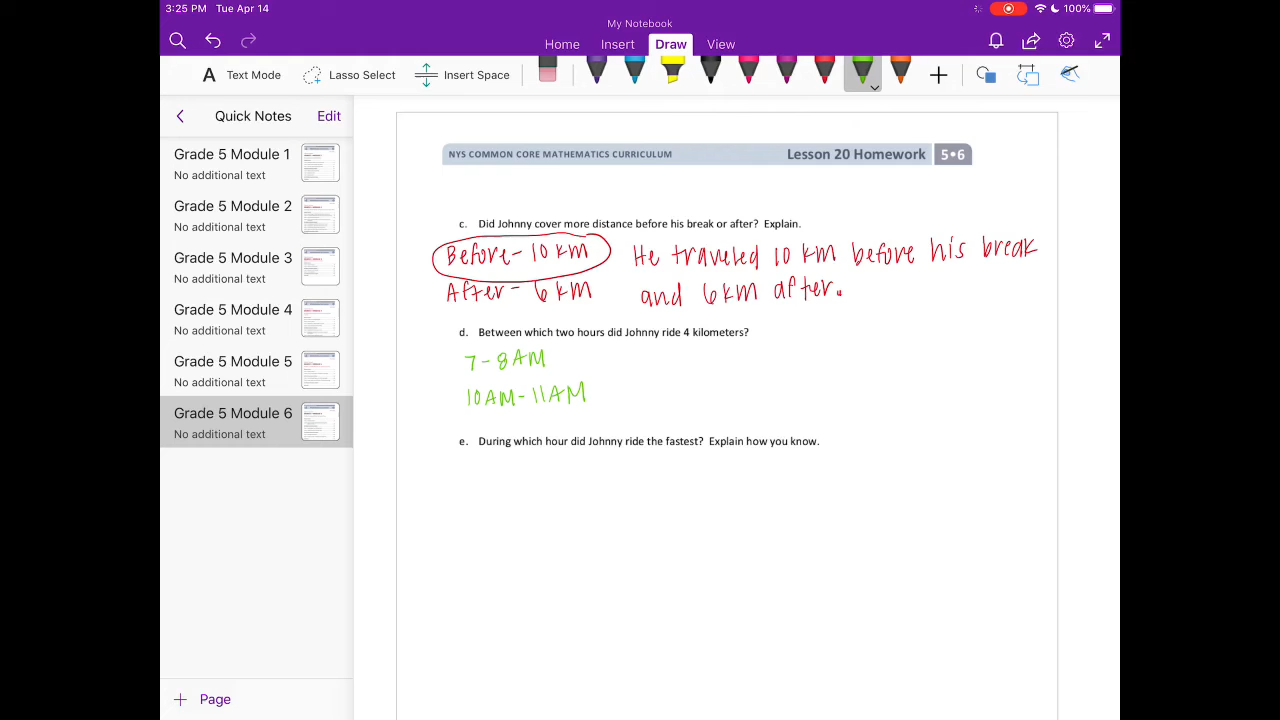 3:25 PM Tue Apr 14
100%
My Notebook
Home Insert Draw View
Text Mode Lasso Select Insert Space
Quick Notes Edit
Grade 5 Module 1
No additional text
Grade 5 Module 2
No additional text
Grade 5 Module 3
No additional text
Grade 5 Module 4
No additional text
Grade 5 Module 5
No additional text
Grade 5 Module 6
No additional text
Page
NYS COMMON CORE MATHEMATICS CURRICULUM Lesson 20 Homework 5•6
c. Did Johnny cover more distance before his break or after? Explain.
Before - 10 km He traveled 10 km before his break
After - 6 km and 6 km after.
d. Between which two hours did Johnny ride 4 kilometers?
7 - 8 AM
10 AM - 11 AM
e. During which hour did Johnny ride the fastest? Explain how you know.